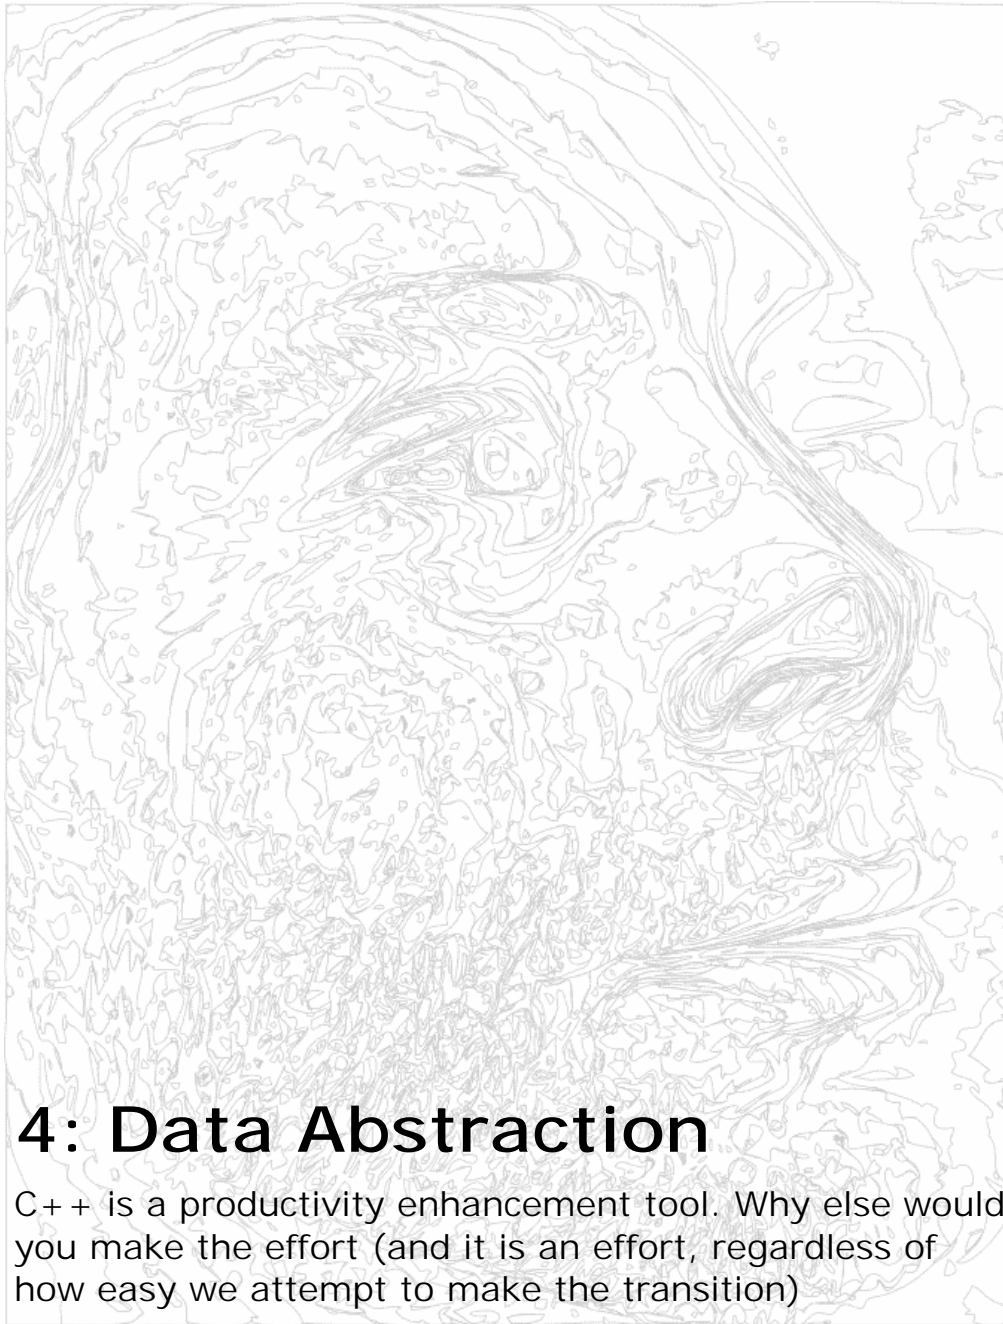 4: Data Abstraction
C++ is a productivity enhancement tool. Why else would
you make the effort (and it is an effort, regardless of
how easy we attempt to make the transition)